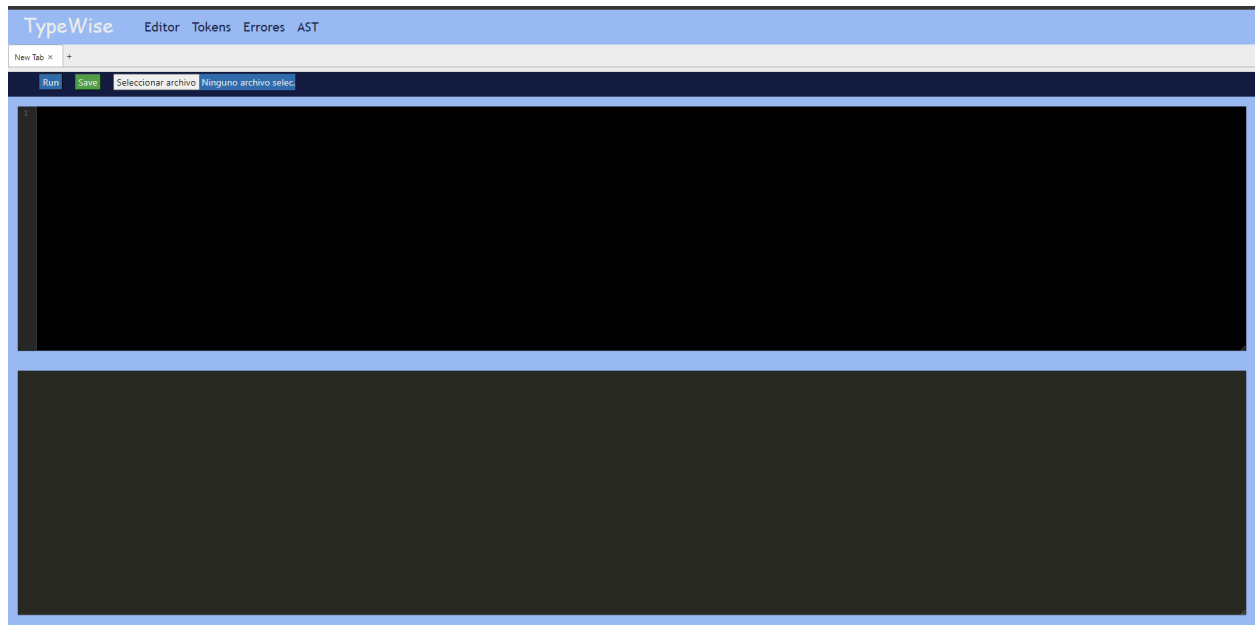 TypeWise Editor Tokens Errores AST
New Tab × +
Run Save Seleccionar archivo Ninguno archivo selec.
1